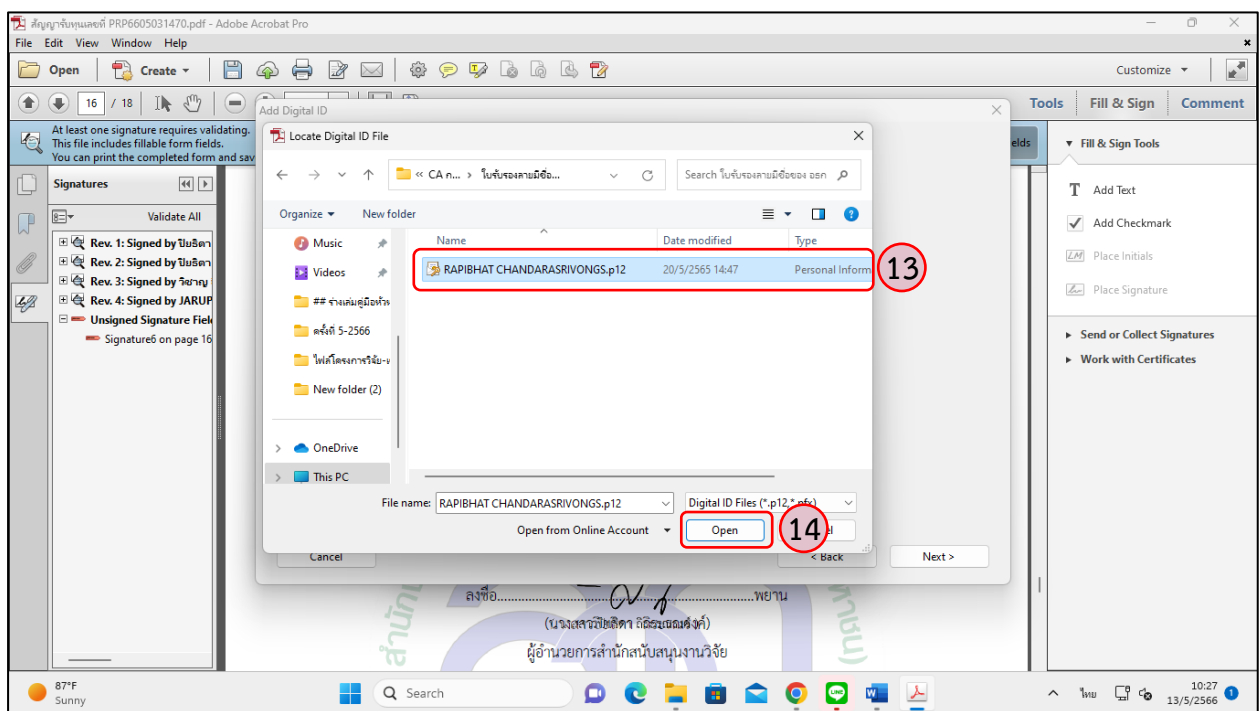 สัญญารับทุนเลขที่ PRP6605031470.pdf - Adobe Acrobat Pro
File Edit View Window Help
Open Create Customize
16 / 18 Tools Fill & Sign Comment
At least one signature requires validating.
This file includes fillable form fields.
You can print the completed form and sav
elds
Signatures
Validate All
Rev. 1: Signed by ปิยธิดา
Rev. 2: Signed by
Rev. 3: Signed by วิชาญ
Rev. 4: Signed by JARUP
Unsigned Signature Fiel
Signature6 on page 16
Add Digital ID
Locate Digital ID File
« CA ก... › ใบรับรองลายมือชื่อ...
Search ใบรับรองลายมือชื่อของ อธก
Organize New folder
Name Date modified Type
Music
Videos
## ร่างเล่มคู่มือหัวห
ครั้งที่ 5-2566
ไฟล์โครงการวิจัย-ท
New folder (2)
OneDrive
This PC
RAPIBHAT CHANDARASRIVONGS.p12 20/5/2565 14:47 Personal Inform
13
File name: RAPIBHAT CHANDARASRIVONGS.p12 Digital ID Files (*.p12,*.pfx)
Open from Online Account Open el
14
Cancel < Back Next >
ลงชื่อ..........................................................พยาน
ผู้อำนวยการสำนักสนับสนุนงานวิจัย
สำนัก
หาชน)
Fill & Sign Tools
Add Text
Add Checkmark
Place Initials
Place Signature
Send or Collect Signatures
Work with Certificates
87°F
Sunny
Search
LINE
ไทย
10:27
13/5/2566
1